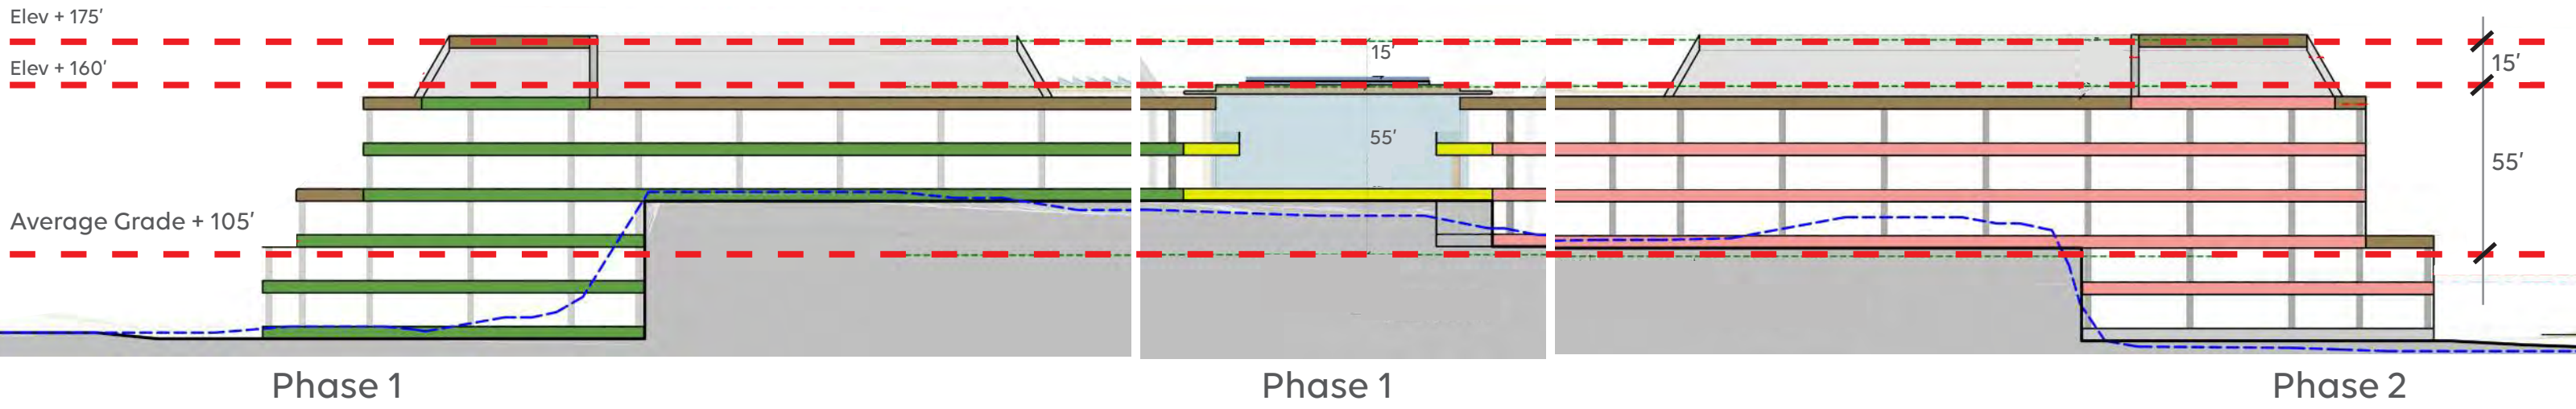 Elev + 175′
Elev + 160′
Average Grade + 105′
15′
55′
15′
55′
Phase 1
Phase 1
Phase 2